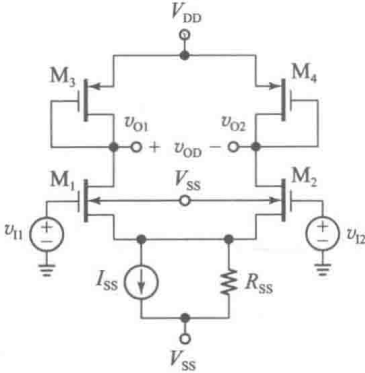 V_DD
M_3
M_4
v_O1
v_O2
+ v_OD −
M_1
V_SS
M_2
v_I1
+
−
+
−
v_I2
I_SS
R_SS
V_SS